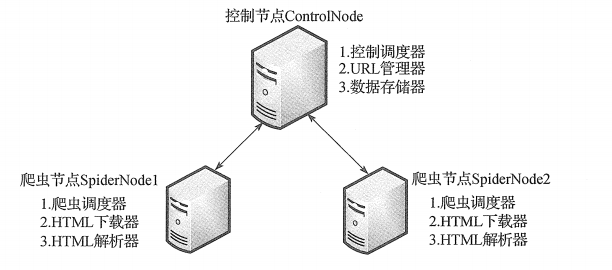 控制节点ControlNode
1.控制调度器
2.URL管理器
3.数据存储器
爬虫节点SpiderNode1
1.爬虫调度器
2.HTML下载器
3.HTML解析器
爬虫节点SpiderNode2
1.爬虫调度器
2.HTML下载器
3.HTML解析器